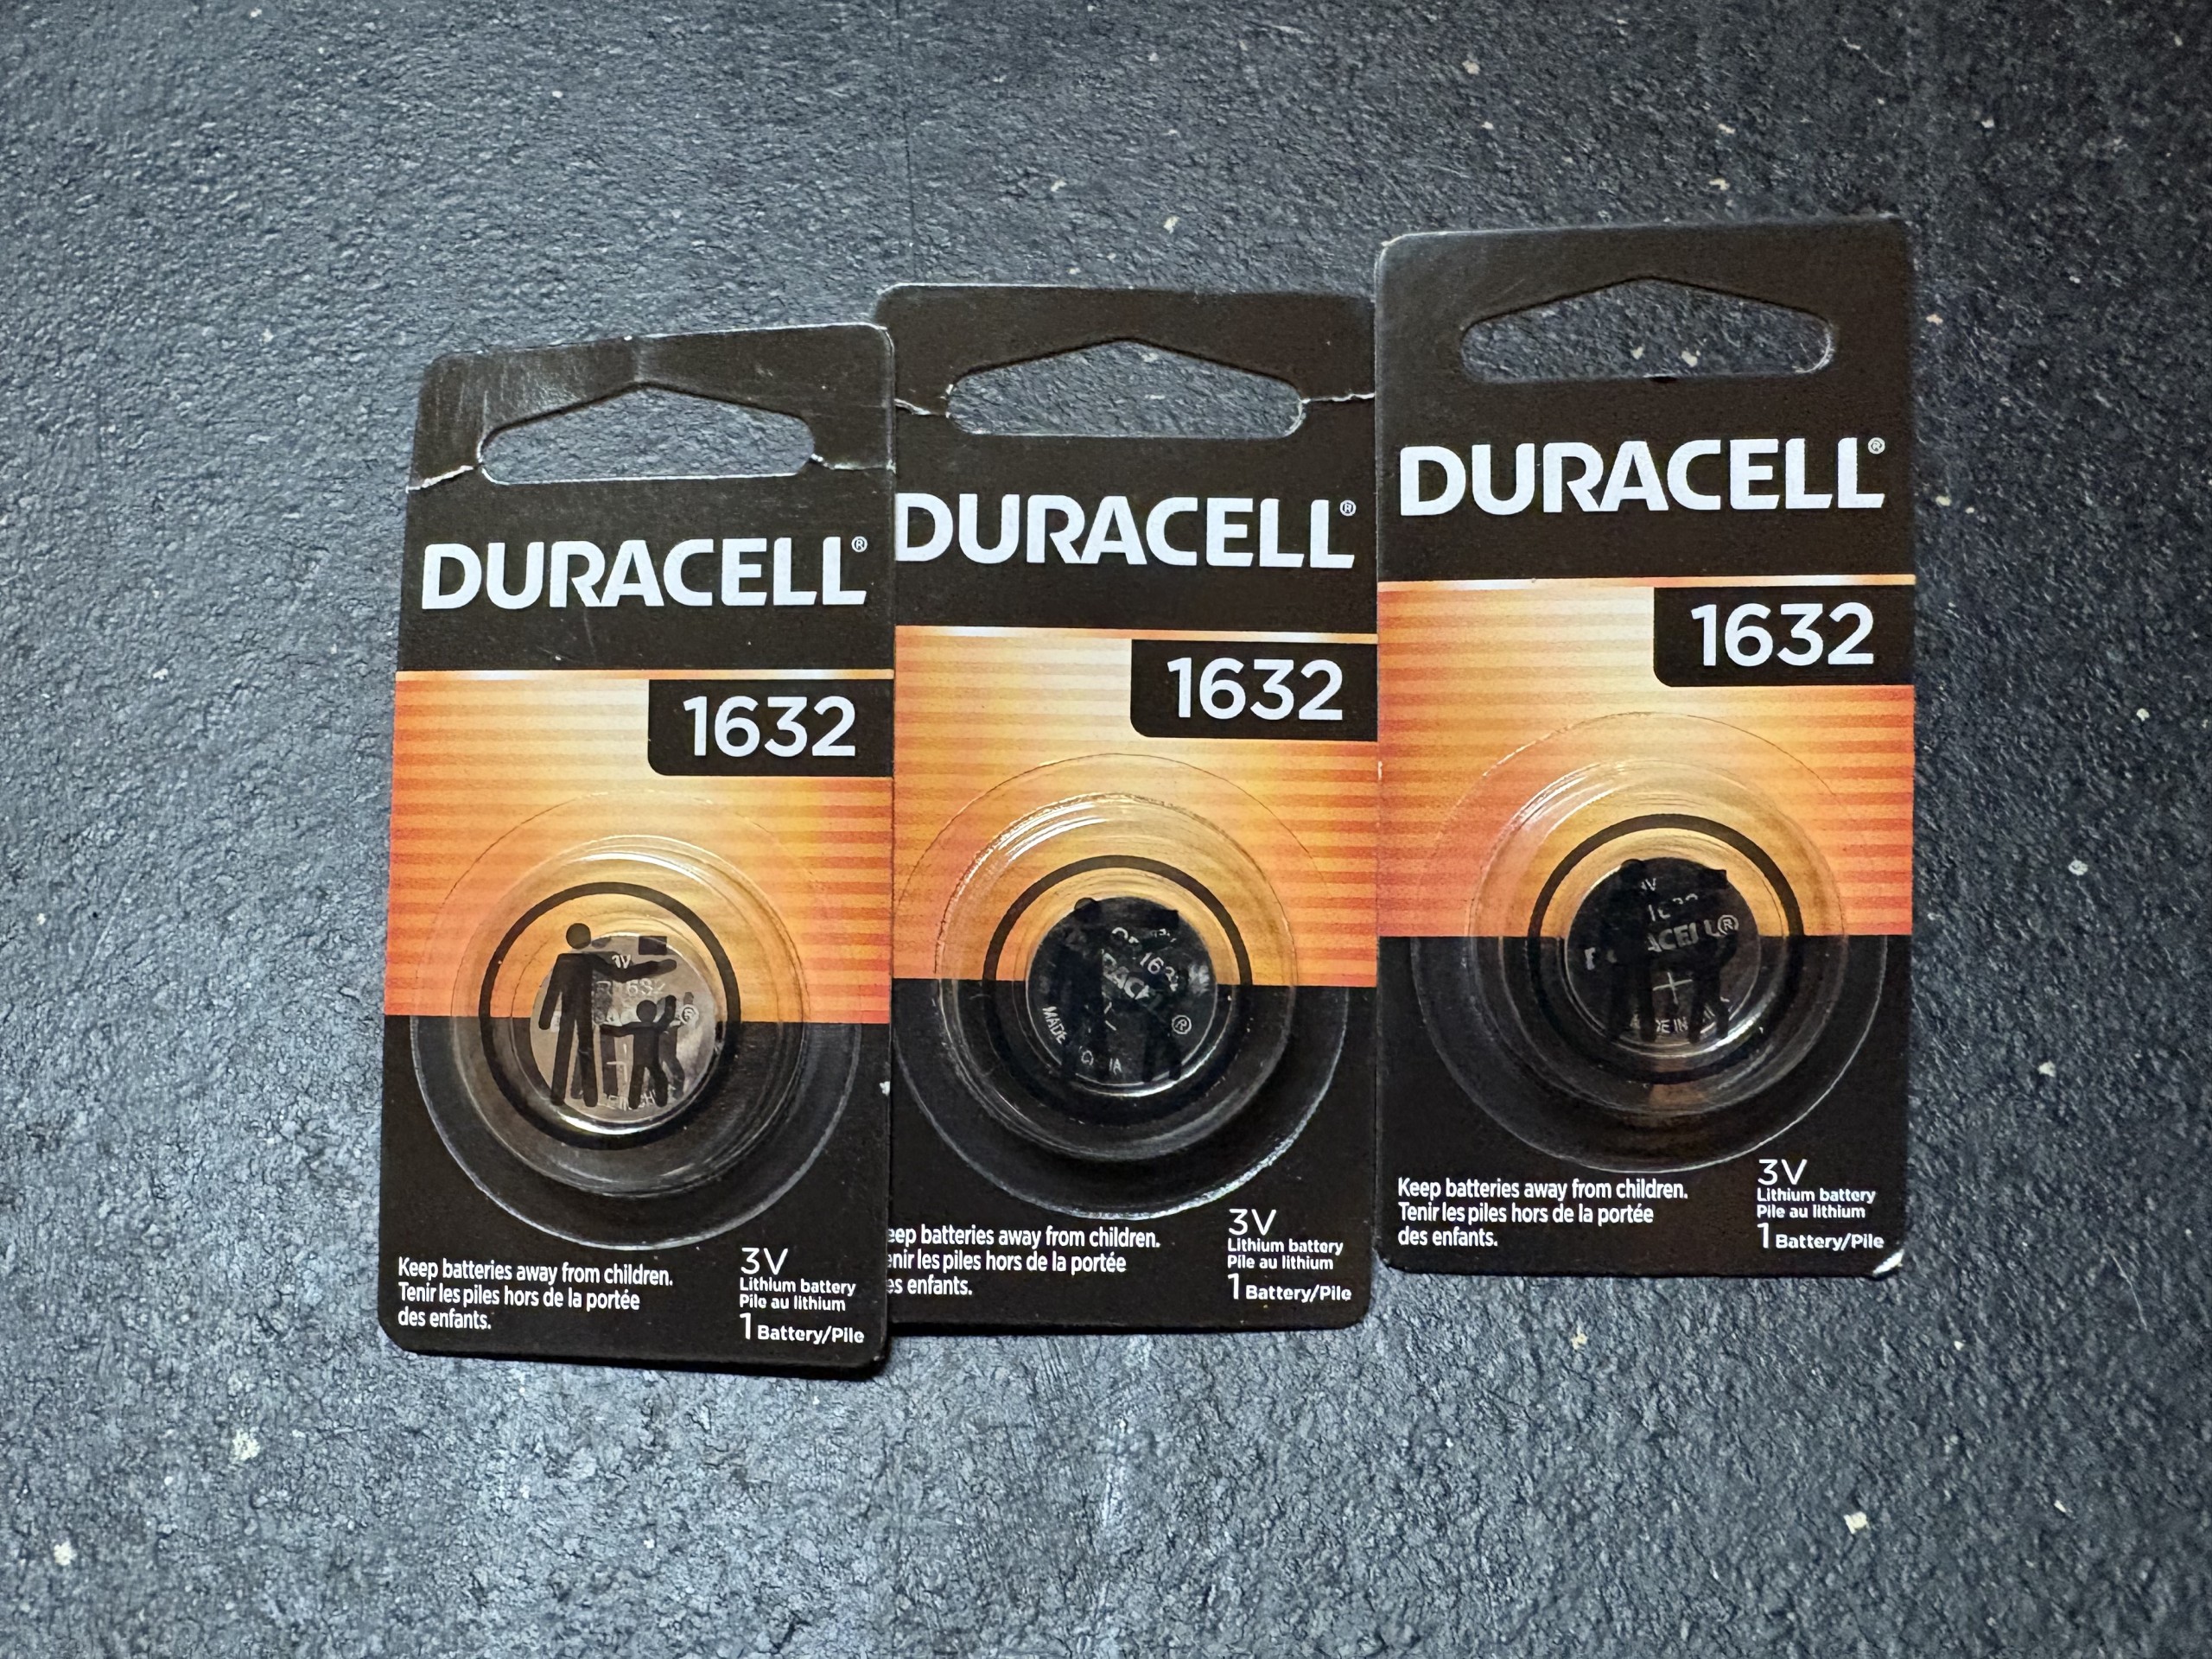 DURACELL®
1632
3V
®
Keep batteries away from children.
Tenir les piles hors de la portée
des enfants.
3V
Lithium battery
Pile au lithium
1 Battery/Pile
DURACELL®
1632
MADE
®
batteries away from children.
les piles hors de la portée
enfants.
3V
Lithium battery
Pile au lithium
1 Battery/Pile
DURACELL®
1632
+
Keep batteries away from children.
Tenir les piles hors de la portée
des enfants.
3V
Lithium battery
Pile au lithium
1 Battery/Pile